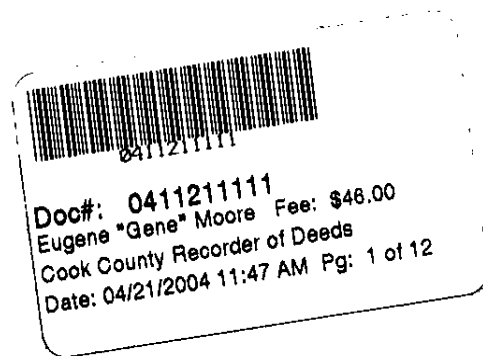 0411211111
Doc#: 0411211111
Eugene "Gene" Moore Fee: $46.00
Cook County Recorder of Deeds
Date: 04/21/2004 11:47 AM Pg: 1 of 12